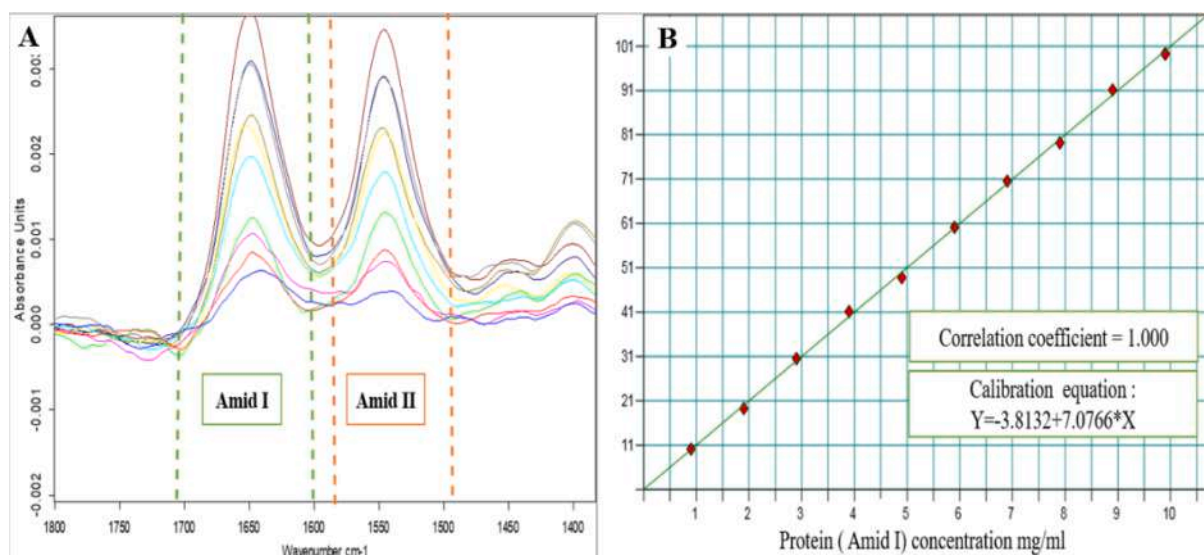 A
Absorbance Units
0.002
0.001
0.000
-0.001
-0.002
1800
1750
1700
1650
1600
1550
1500
1450
1400
Wavenumber cm-1
Amid I
Amid II
B
101
91
81
71
61
51
41
31
21
11
Correlation coefficient = 1.000
Calibration equation :
Y=-3.8132+7.0766*X
1 2 3 4 5 6 7 8 9 10
Protein ( Amid I) concentration mg/ml